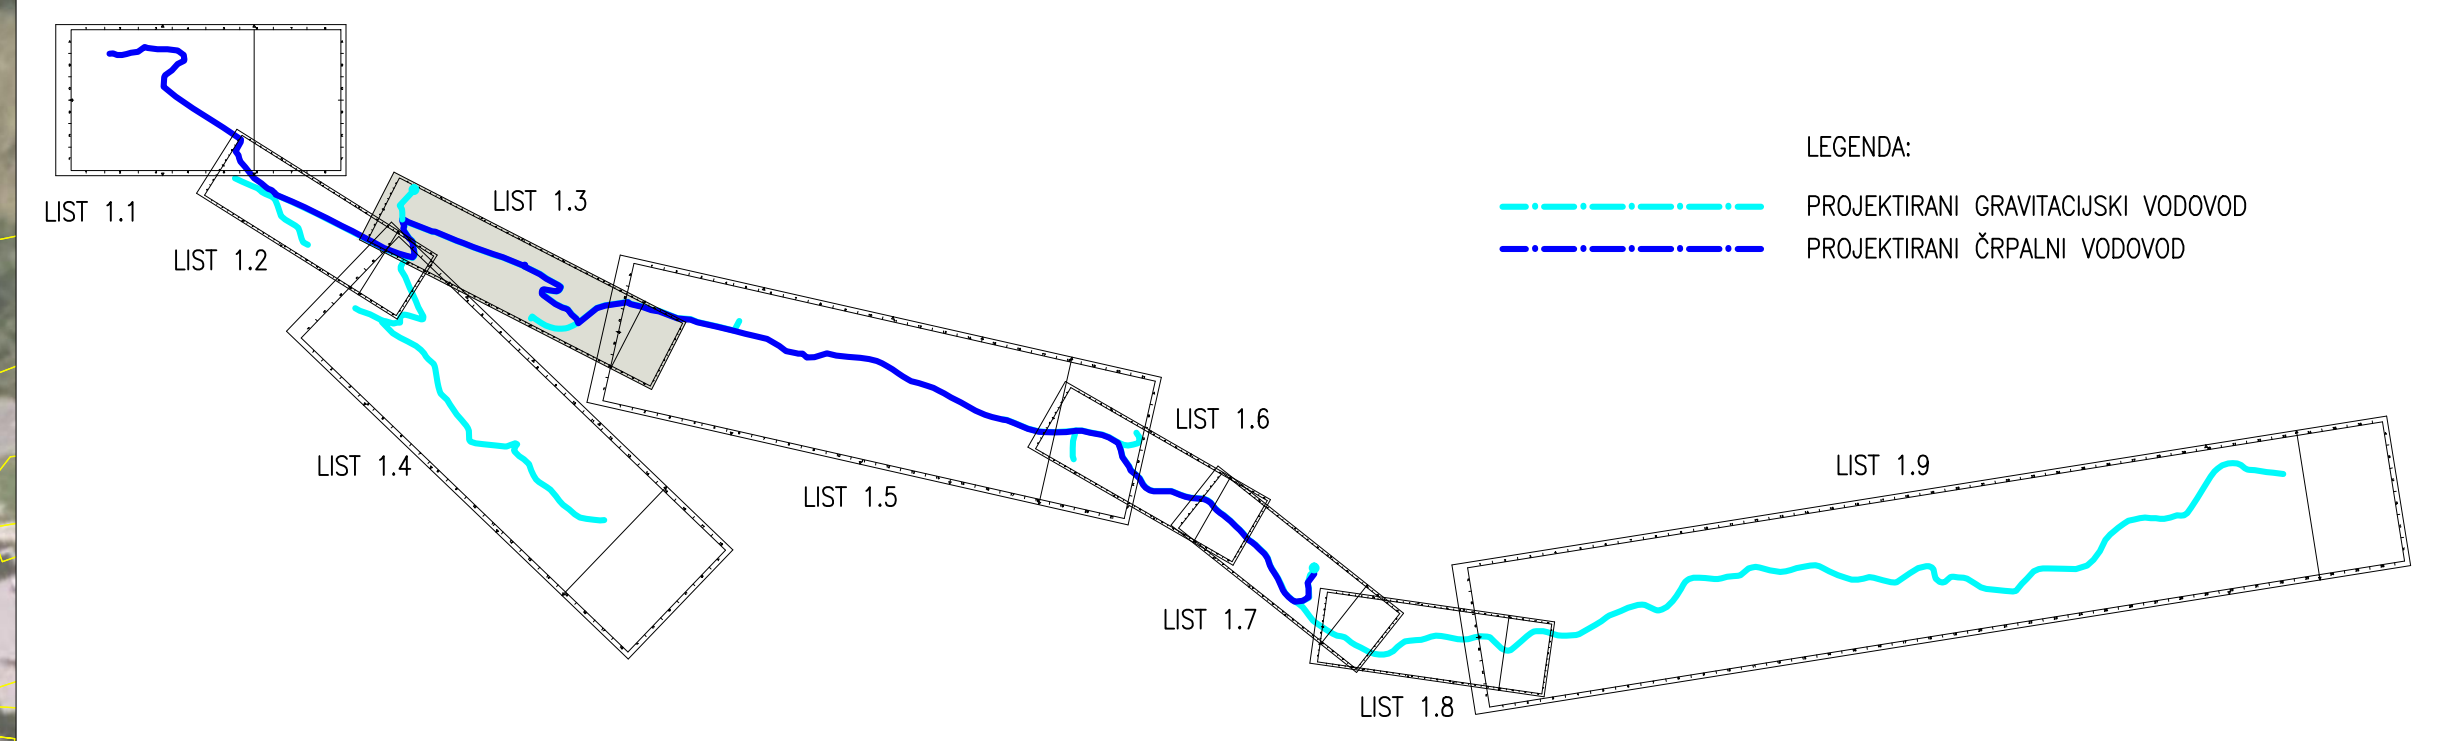 LEGENDA:
PROJEKTIRANI GRAVITACIJSKI VODOVOD
PROJEKTIRANI ČRPALNI VODOVOD
LIST 1.1
LIST 1.2
LIST 1.3
LIST 1.4
LIST 1.5
LIST 1.6
LIST 1.7
LIST 1.8
LIST 1.9